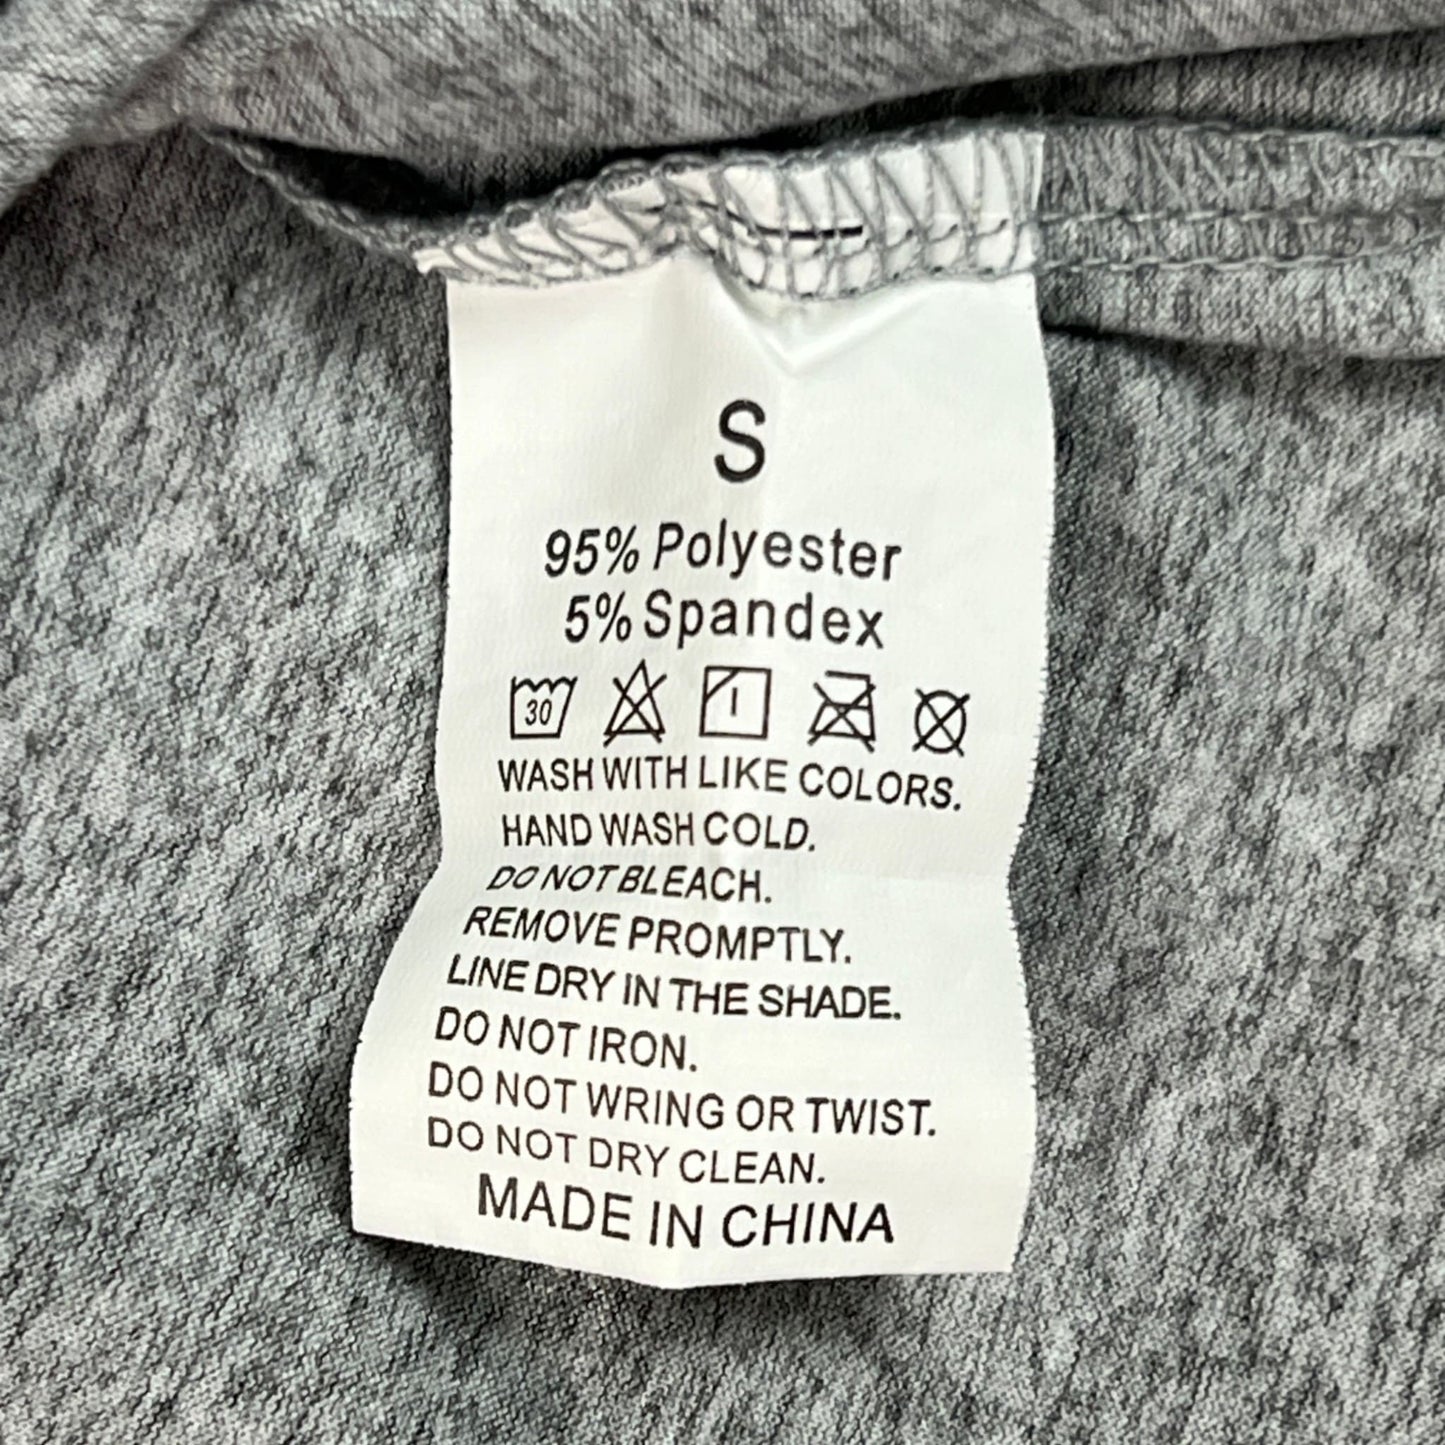 S
95% Polyester
5% Spandex
30
WASH WITH LIKE COLORS.
HAND WASH COLD.
DO NOT BLEACH.
REMOVE PROMPTLY.
LINE DRY IN THE SHADE.
DO NOT IRON.
DO NOT WRING OR TWIST.
DO NOT DRY CLEAN.
MADE IN CHINA